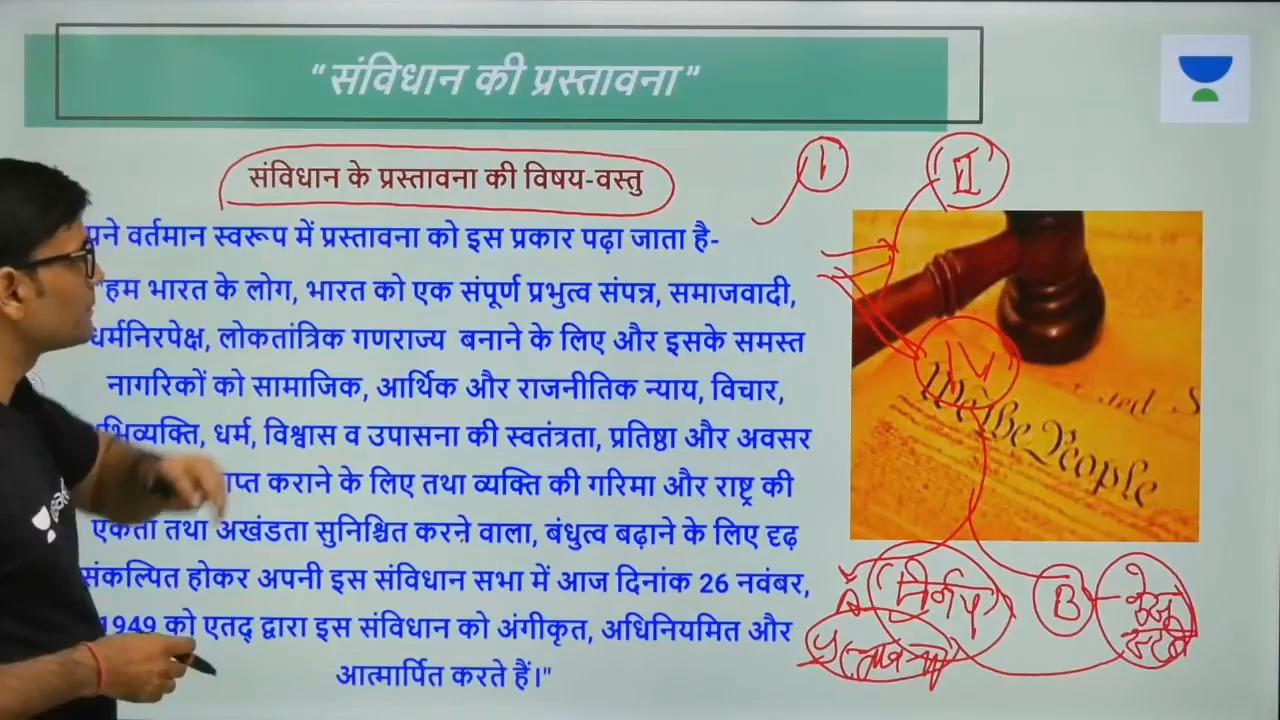 “संविधान की प्रस्तावना”
संविधान के प्रस्तावना की विषय-वस्तु
पने वर्तमान स्वरूप में प्रस्तावना को इस प्रकार पढ़ा जाता है-
"हम भारत के लोग, भारत को एक संपूर्ण प्रभुत्व संपन्न, समाजवादी,
धर्मनिरपेक्ष, लोकतांत्रिक गणराज्य बनाने के लिए और इसके समस्त
नागरिकों को सामाजिक, आर्थिक और राजनीतिक न्याय, विचार,
भिव्यक्ति, धर्म, विश्वास व उपासना की स्वतंत्रता, प्रतिष्ठा और अवसर
प्त कराने के लिए तथा व्यक्ति की गरिमा और राष्ट्र की
एकता तथा अखंडता सुनिश्चित करने वाला, बंधुत्व बढ़ाने के लिए दृढ़
संकल्पित होकर अपनी इस संविधान सभा में आज दिनांक 26 नवंबर,
1949 को एतद् द्वारा इस संविधान को अंगीकृत, अधिनियमित और
आत्मार्पित करते हैं।"
I
II
IV
We the People
B